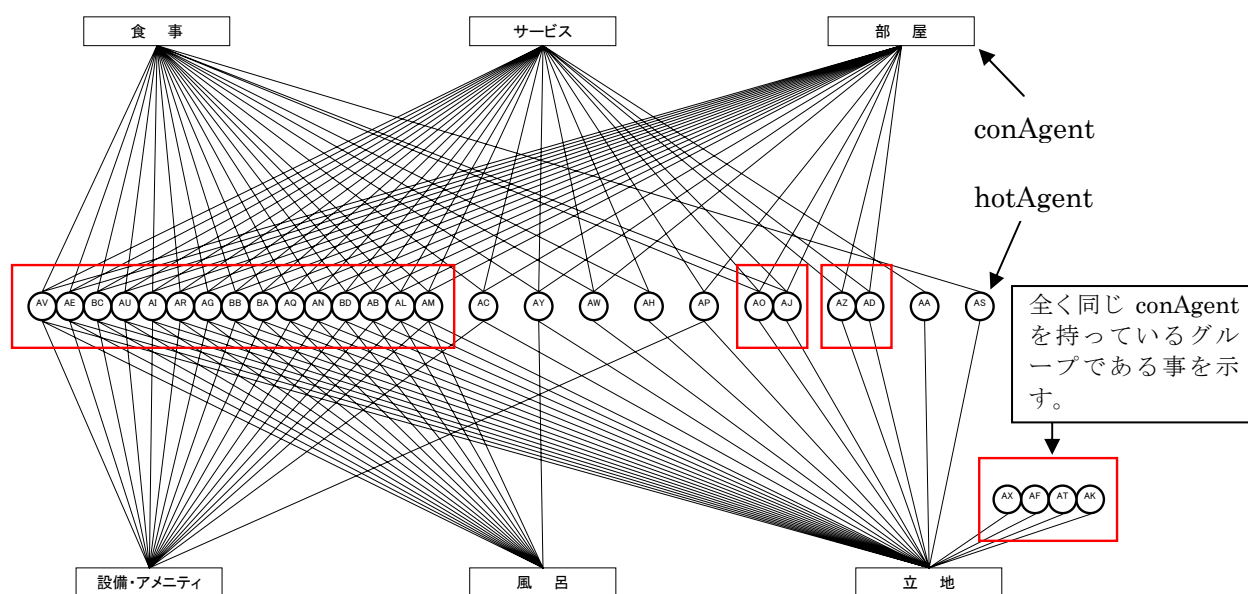 食 事
サービス
部 屋
conAgent
hotAgent
AV AE BC AU AI AR AG BB BA AQ AN BD AB AL AM AC AY AW AH AP AO AJ AZ AD AA AS
全く同じ conAgent
を持っているグル
ープである事を示
す。
AX AF AT AK
設備・アメニティ
風 呂
立 地